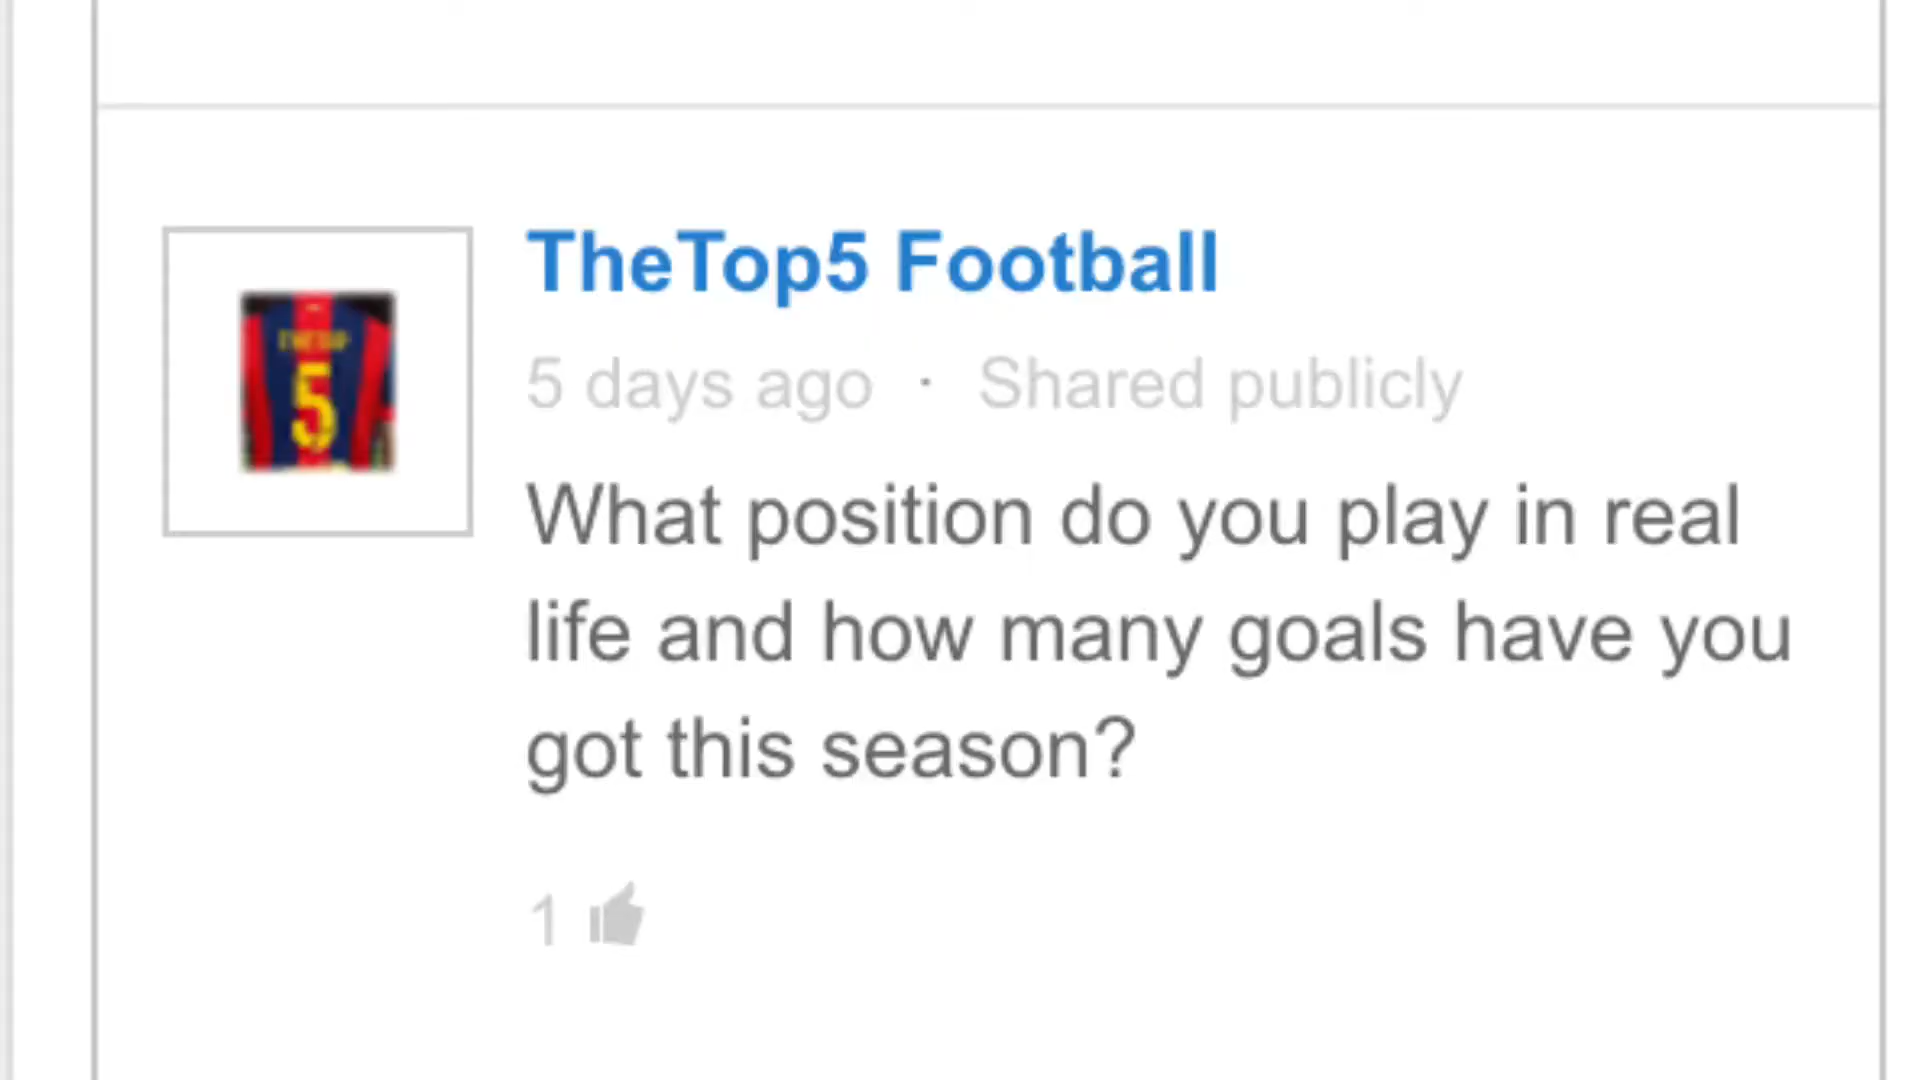 TheTop5 Football
5 days ago · Shared publicly
What position do you play in real
life and how many goals have you
got this season?
1
5